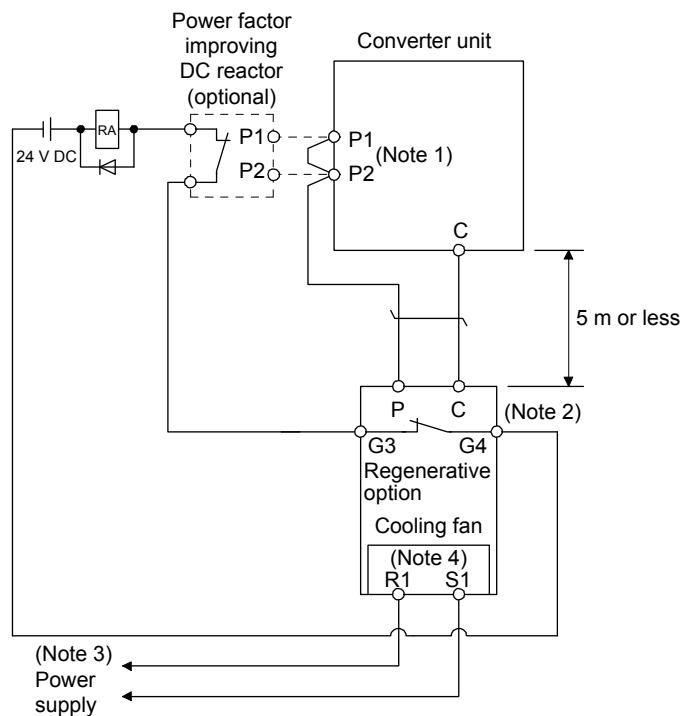 Power factor
improving
DC reactor
(optional)
Converter unit
RA
24 V DC
P1
P2
P1
(Note 1)
P2
C
5 m or less
P
C
(Note 2)
G3
G4
Regenerative
option
Cooling fan
(Note 4)
R1
S1
(Note 3)
Power
supply